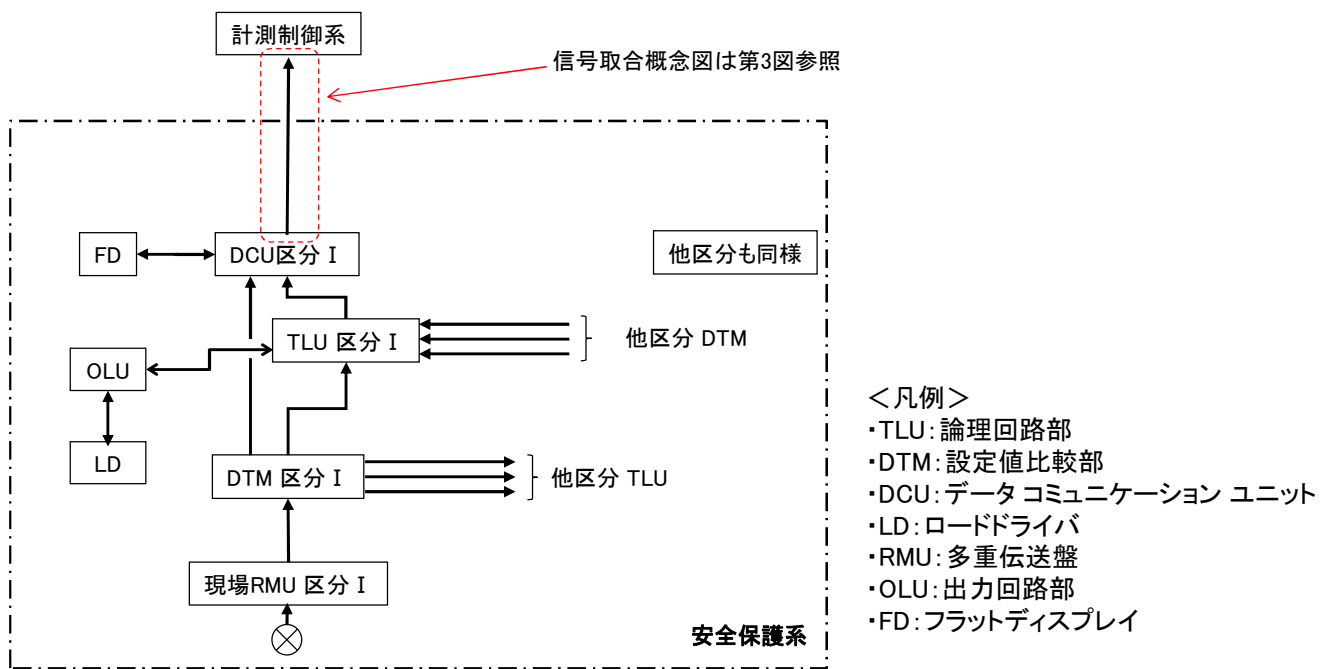 計測制御系
信号取合概念図は第3図参照
FD
DCU区分Ⅰ
他区分も同様
TLU 区分Ⅰ
他区分 DTM
OLU
LD
DTM 区分Ⅰ
他区分 TLU
現場RMU 区分Ⅰ
安全保護系
＜凡例＞
・TLU：論理回路部
・DTM：設定値比較部
・DCU：データ コミュニケーション ユニット
・LD：ロードドライバ
・RMU：多重伝送盤
・OLU：出力回路部
・FD：フラットディスプレイ